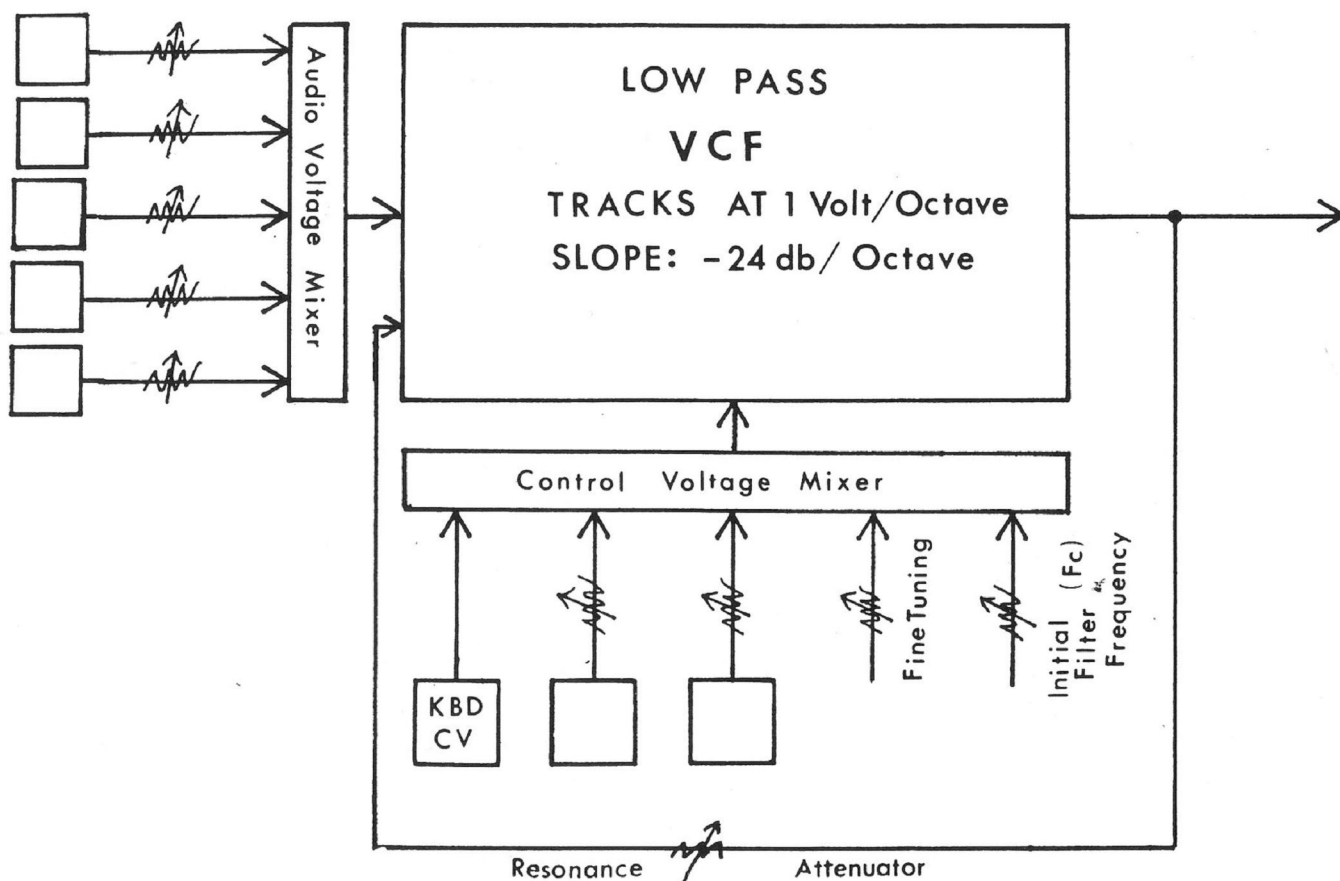 Audio Voltage Mixer
LOW PASS
VCF
TRACKS AT 1 Volt/Octave
SLOPE: -24 db/ Octave
Control Voltage Mixer
KBD
CV
Fine Tuning
Initial (Fc)
Filter
Frequency
Resonance Attenuator